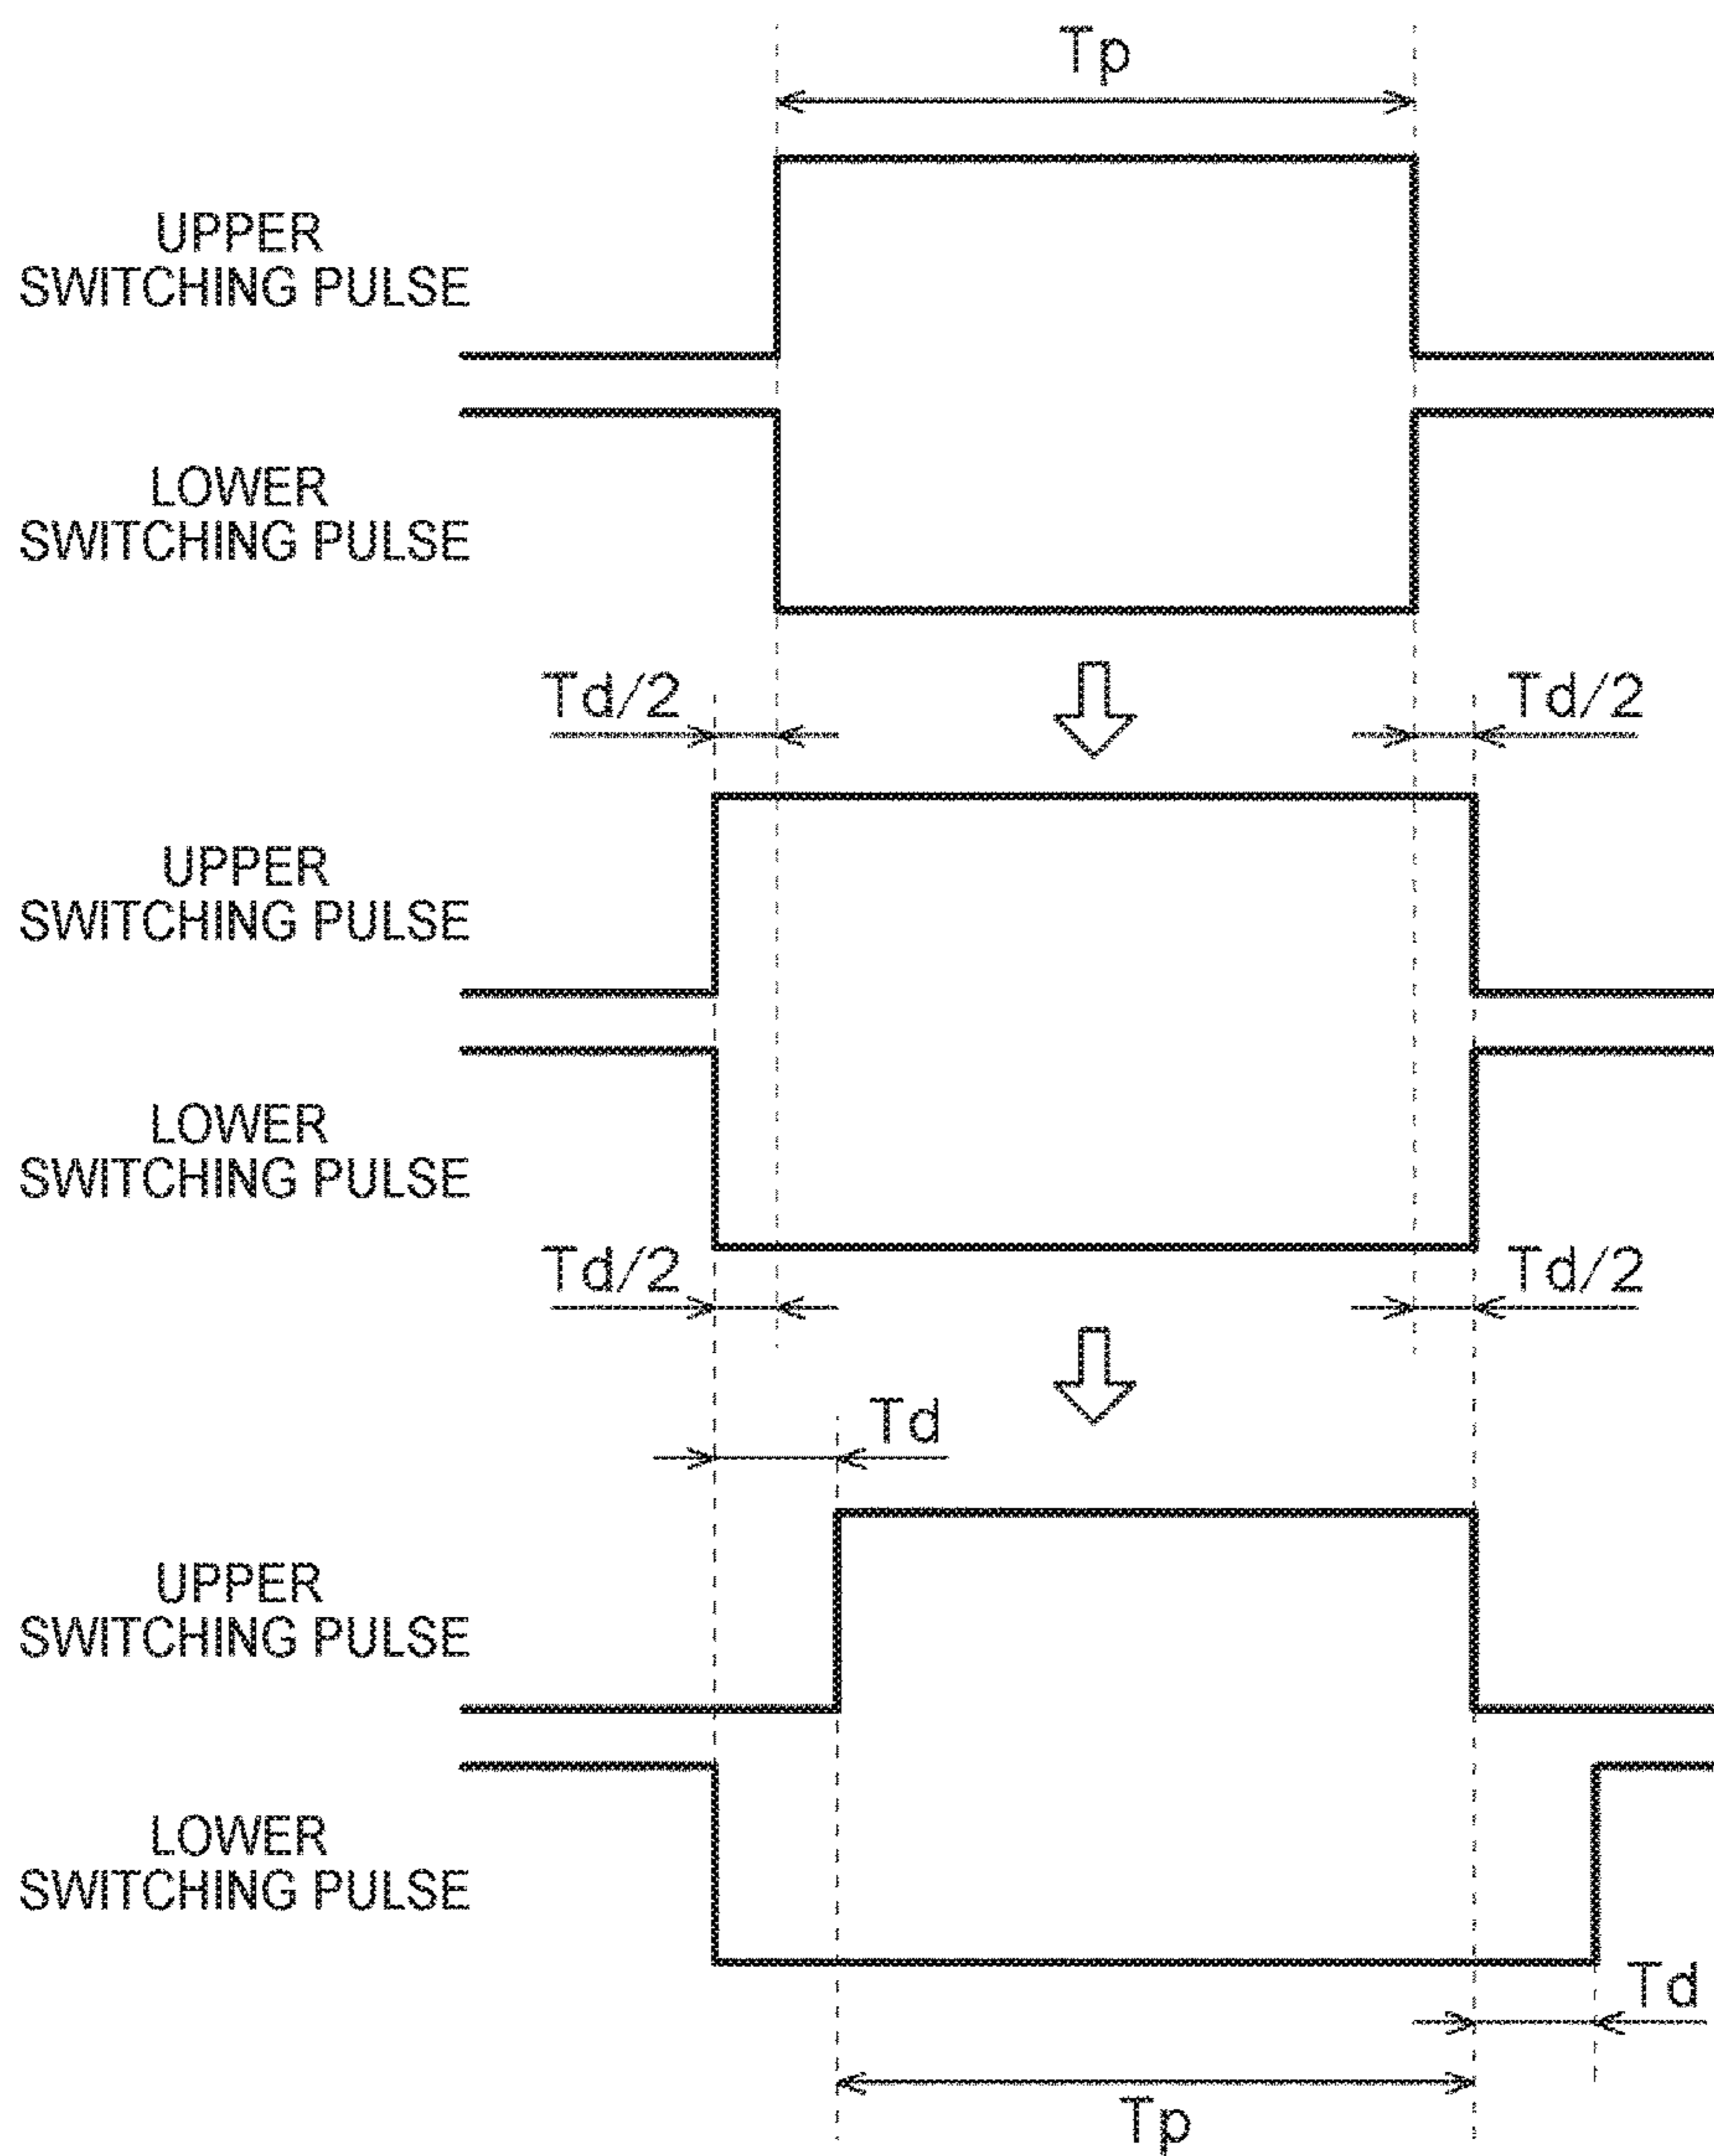 Tp
UPPER
SWITCHING PULSE
LOWER
SWITCHING PULSE
Td/2
Td/2
UPPER
SWITCHING PULSE
LOWER
SWITCHING PULSE
Td/2
Td/2
Td
UPPER
SWITCHING PULSE
LOWER
SWITCHING PULSE
Td
Tp